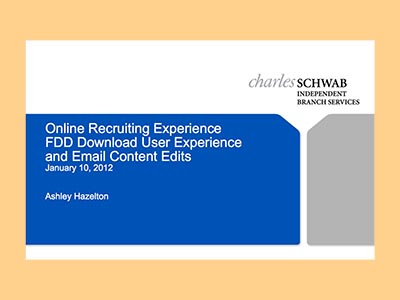 charles SCHWAB
INDEPENDENT
BRANCH SERVICES
Online Recruiting Experience
FDD Download User Experience
and Email Content Edits
January 10, 2012
Ashley Hazelton